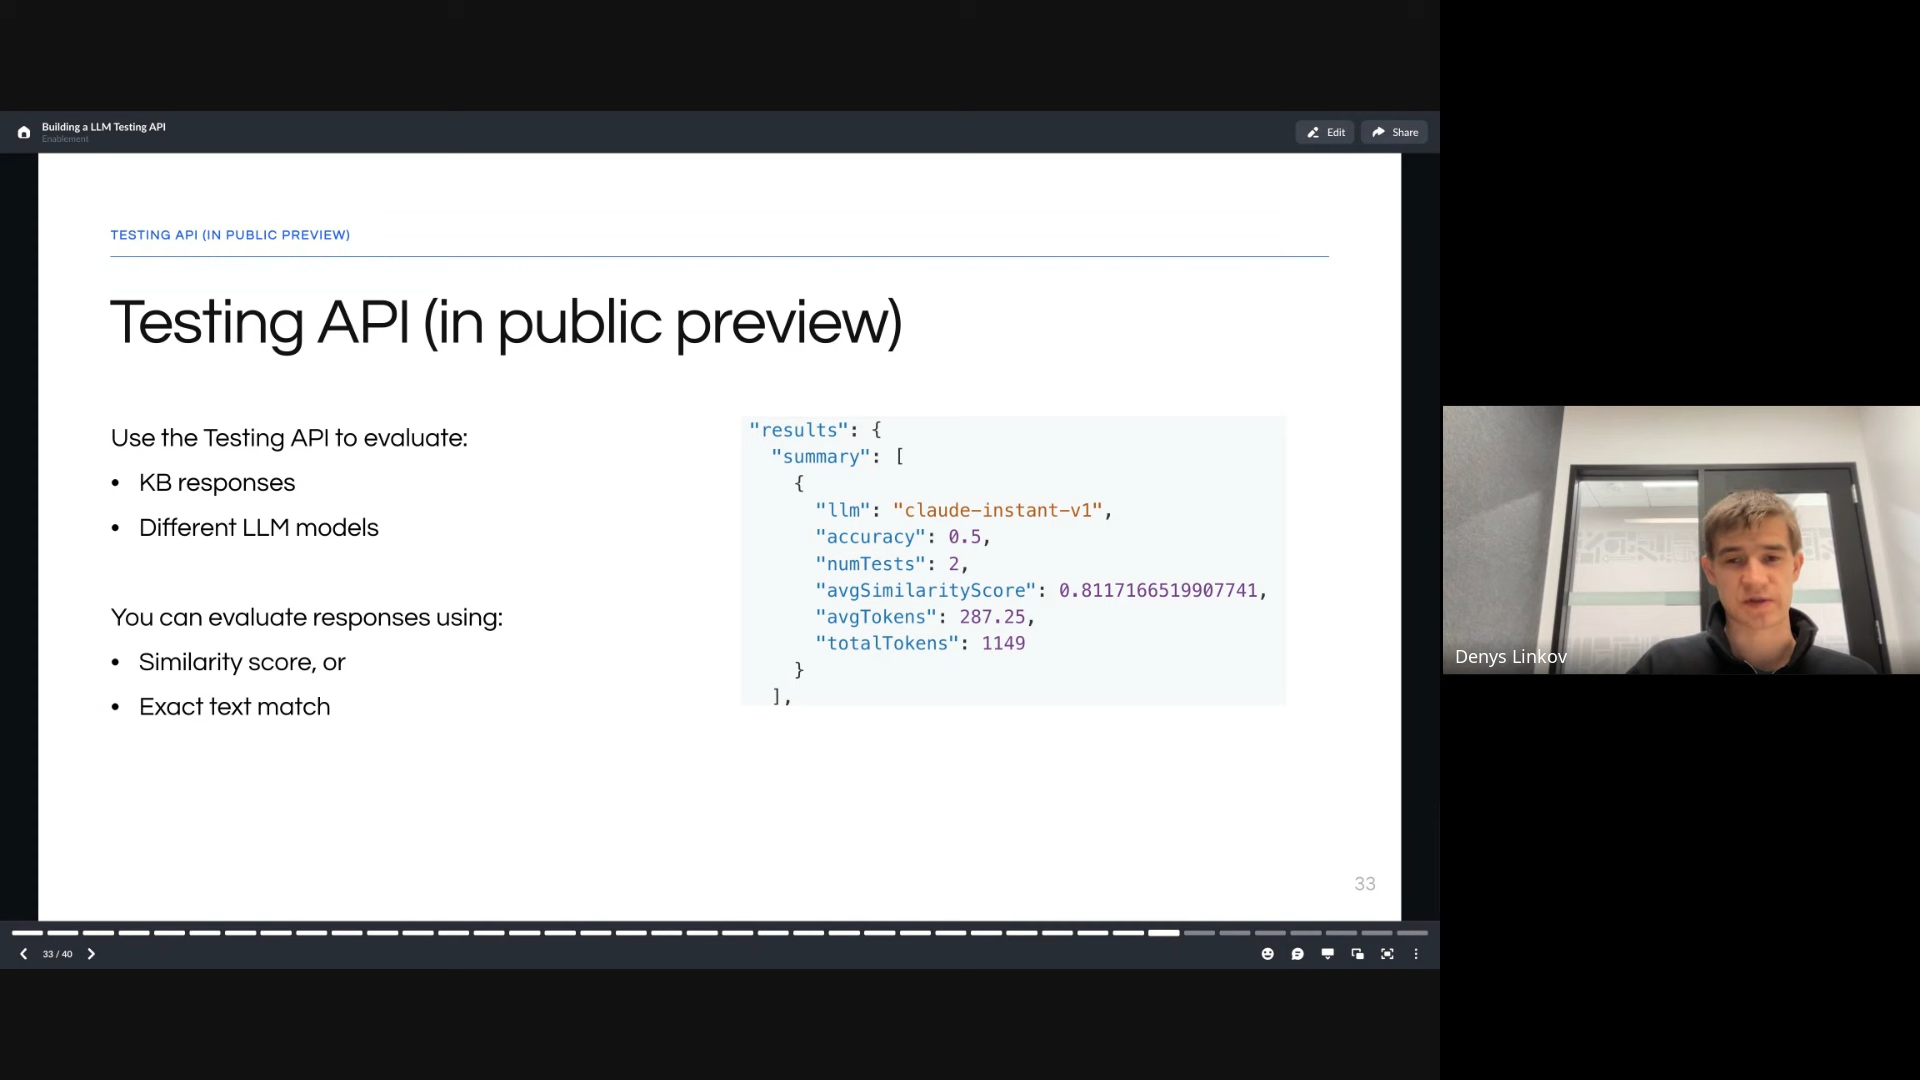 Building a LLM Testing API
Enablement
Edit
Share
TESTING API (IN PUBLIC PREVIEW)
Testing API (in public preview)
Use the Testing API to evaluate:
• KB responses
• Different LLM models
You can evaluate responses using:
• Similarity score, or
• Exact text match
"results": {
"summary": [
{
"llm": "claude-instant-v1",
"accuracy": 0.5,
"numTests": 2,
"avgSimilarityScore": 0.8117166519907741,
"avgTokens": 287.25,
"totalTokens": 1149
}
],
33
33 / 40
Denys Linkov